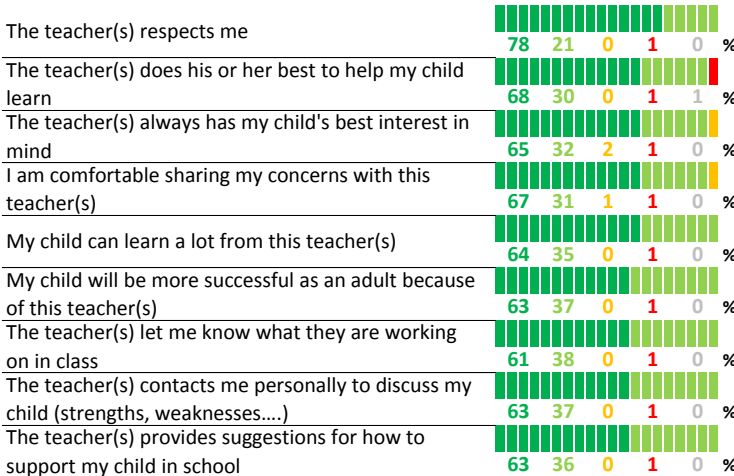 The teacher(s) respects me
78 21 0 1 0 %
The teacher(s) does his or her best to help my child
learn
68 30 0 1 1 %
The teacher(s) always has my child's best interest in
mind
65 32 2 1 0 %
I am comfortable sharing my concerns with this
teacher(s)
67 31 1 1 0 %
My child can learn a lot from this teacher(s)
64 35 0 1 0 %
My child will be more successful as an adult because
of this teacher(s)
63 37 0 1 0 %
The teacher(s) let me know what they are working
on in class
61 38 0 1 0 %
The teacher(s) contacts me personally to discuss my
child (strengths, weaknesses....)
63 37 0 1 0 %
The teacher(s) provides suggestions for how to
support my child in school
63 36 0 1 0 %